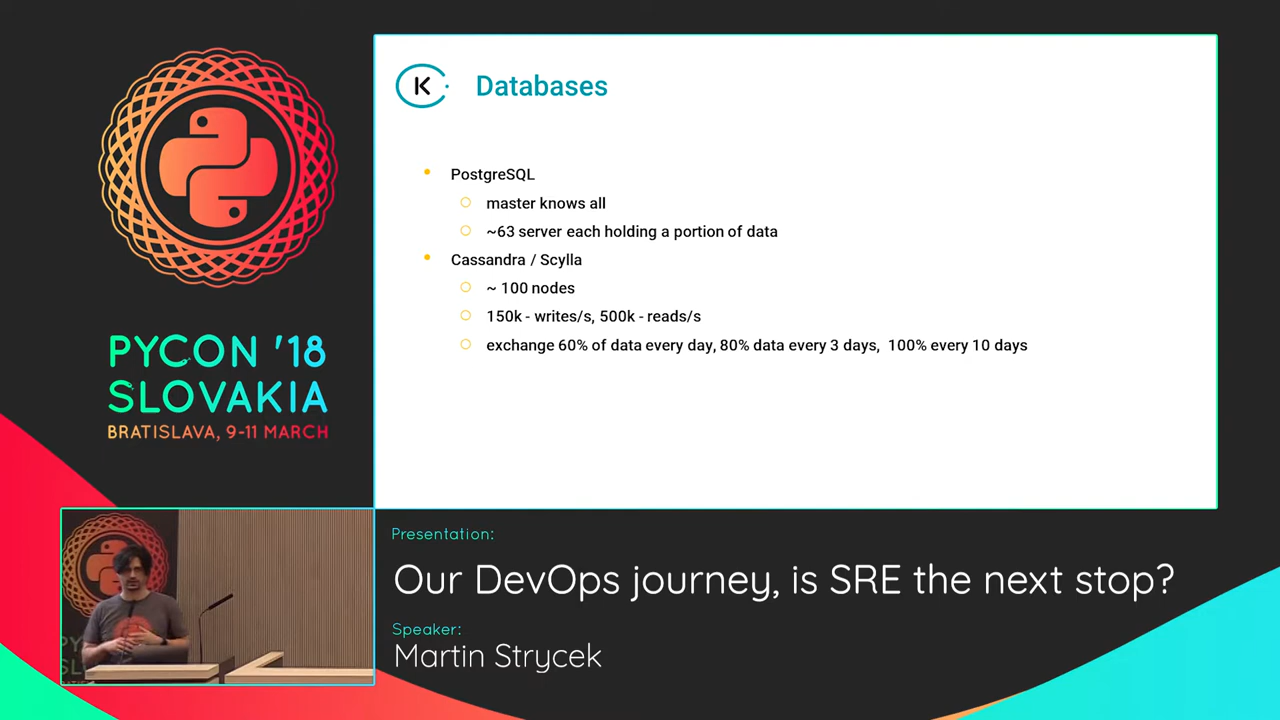 PYCON '18
SLOVAKIA
BRATISLAVA, 9-11 MARCH
K
Databases
PostgreSQL
master knows all
~63 server each holding a portion of data
Cassandra / Scylla
~ 100 nodes
150k - writes/s, 500k - reads/s
exchange 60% of data every day, 80% data every 3 days, 100% every 10 days
Presentation:
Our DevOps journey, is SRE the next stop?
Speaker:
Martin Strycek